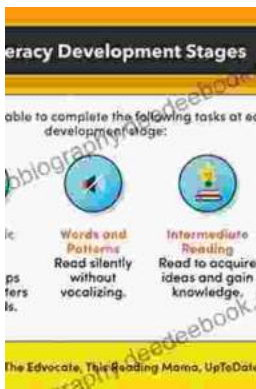 eracy Development Stages
able to complete the following tasks at ea
development stage:
ic
ps
ters
ls.
Words and
Patterns
Read silently
without
vocalizing.
Intermediate
Reading
Read to acquire
ideas and gain
knowledge.
The Edvocate, This Reading Mama, UpToDate